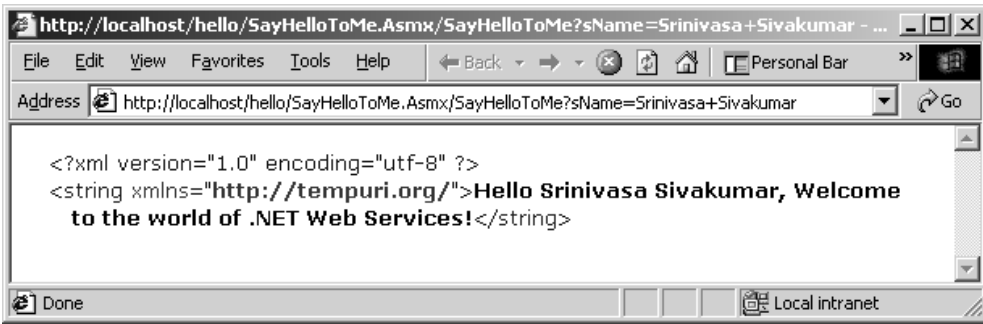 http://localhost/hello/SayHelloToMe.Asmx/SayHelloToMe?sName=Srinivasa+Sivakumar - ...
File Edit View Favorites Tools Help Back Personal Bar »
Address http://localhost/hello/SayHelloToMe.Asmx/SayHelloToMe?sName=Srinivasa+Sivakumar Go
<?xml version="1.0" encoding="utf-8" ?>
<string xmlns="http://tempuri.org/">Hello Srinivasa Sivakumar, Welcome
to the world of .NET Web Services!</string>
Done Local intranet